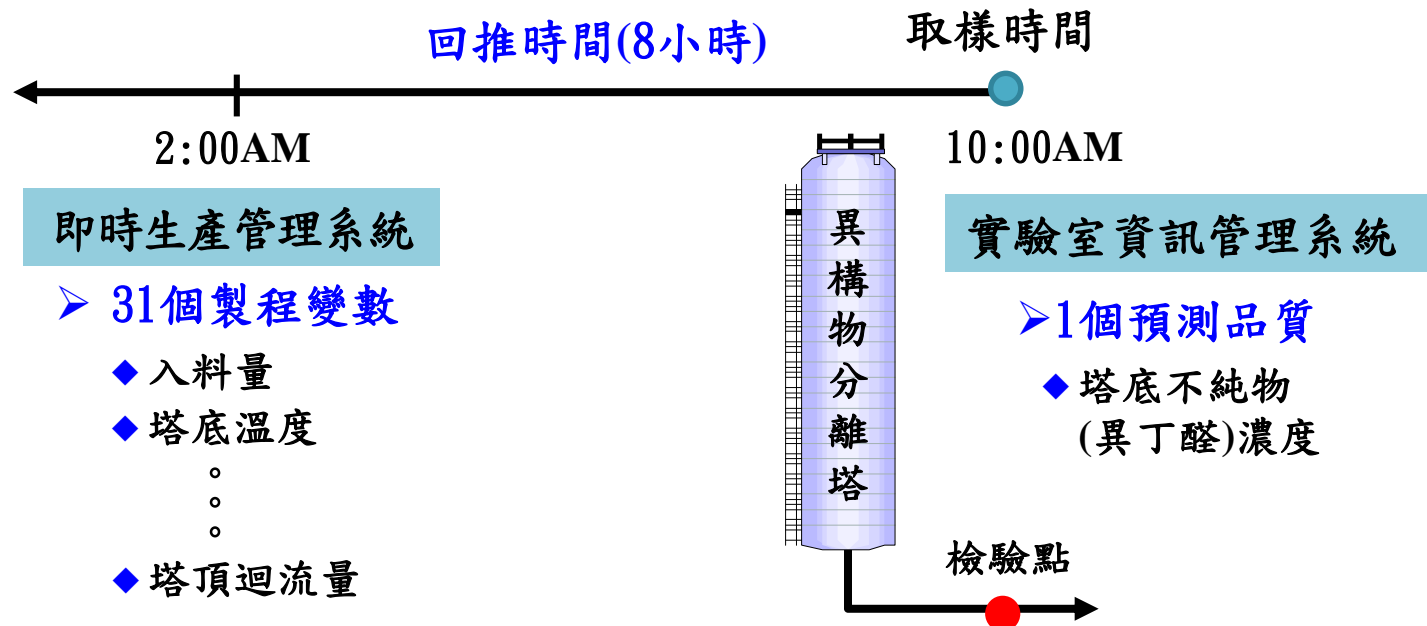 回推時間(8小時)
取樣時間
2:00AM
10:00AM
即時生產管理系統
31個製程變數
入料量
塔底溫度
。
。
。
塔頂迴流量
異構物分離塔
實驗室資訊管理系統
1個預測品質
塔底不純物
(異丁醛)濃度
檢驗點